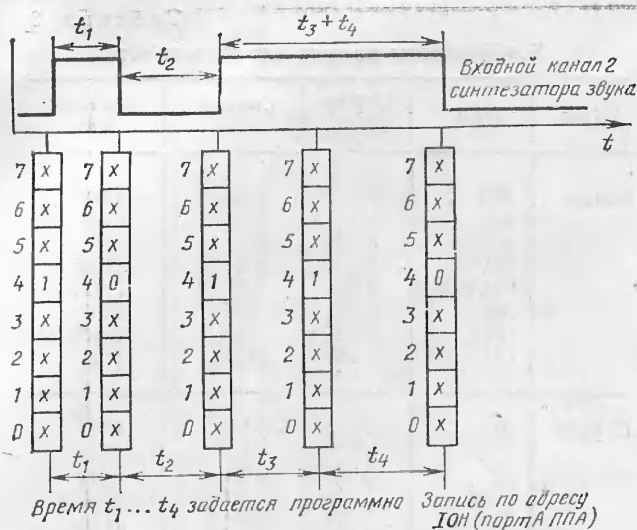 t₁
t₂
t₃ + t₄
Входной канал 2
синтезатора звука
t
7 x 7 x 7 x 7 x 7 x
6 x 6 x 6 x 6 x 6 x
5 x 5 x 5 x 5 x 5 x
4 1 4 0 4 1 4 1 4 0
3 x 3 x 3 x 3 x 3 x
2 x 2 x 2 x 2 x 2 x
1 x 1 x 1 x 1 x 1 x
0 x 0 x 0 x 0 x 0 x
t₁ t₂ t₃ t₄
Время t₁...t₄ задается программно Запись по адресу
10H (порт А ППА)